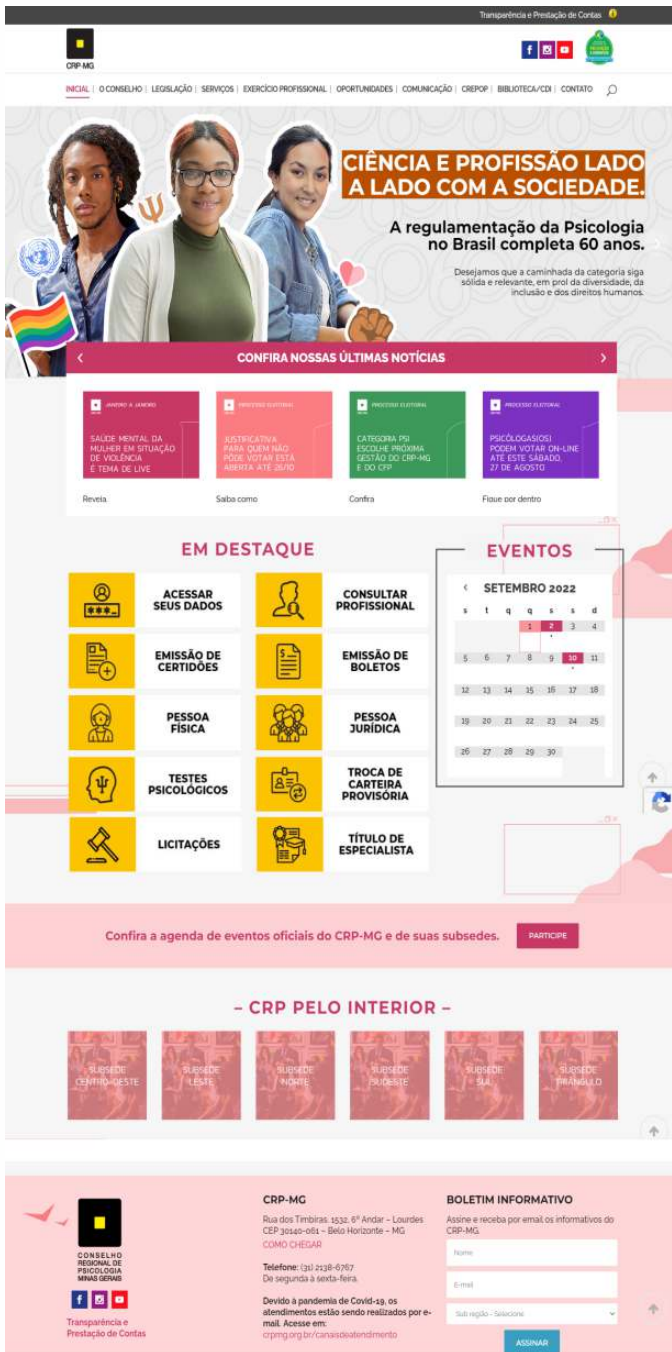 Transparência e Prestação de Contas
CRP-MG
INICIAL | O CONSELHO | LEGISLAÇÃO | SERVIÇOS | EXERCÍCIO PROFISSIONAL | OPORTUNIDADES | COMUNICAÇÃO | CREPOP | BIBLIOTECA/CDI | CONTATO
CIÊNCIA E PROFISSÃO LADO
A LADO COM A SOCIEDADE.
A regulamentação da Psicologia
no Brasil completa 60 anos.
Desejamos que a caminhada da categoria siga
sólida e relevante, em prol da diversidade, da
inclusão e dos direitos humanos.
CONFIRA NOSSAS ÚLTIMAS NOTÍCIAS
JANEIRO A JANEIRO
SAÚDE MENTAL DA
MULHER EM SITUAÇÃO
DE VIOLÊNCIA
É TEMA DE LIVE
Revela
PROCESSO ELEITORAL
JUSTIFICATIVA
PARA QUEM NÃO
PÔDE VOTAR ESTÁ
ABERTA ATÉ 26/10
Saiba como
PROCESSO ELEITORAL
CATEGORIA PSI
ESCOLHE PRÓXIMA
GESTÃO DO CRP-MG
E DO CFP
Confira
PROCESSO ELEITORAL
PSICÓLOGAS(OS)
PODEM VOTAR ON-LINE
ATÉ ESTE SÁBADO,
27 DE AGOSTO
Fique por dentro
EM DESTAQUE
ACESSAR
SEUS DADOS
CONSULTAR
PROFISSIONAL
EMISSÃO DE
CERTIDÕES
EMISSÃO DE
BOLETOS
PESSOA
FÍSICA
PESSOA
JURÍDICA
TESTES
PSICOLÓGICOS
TROCA DE
CARTEIRA
PROVISÓRIA
LICITAÇÕES
TÍTULO DE
ESPECIALISTA
EVENTOS
SETEMBRO 2022
s t q q s s d
1 2 3 4
5 6 7 8 9 10 11
12 13 14 15 16 17 18
19 20 21 22 23 24 25
26 27 28 29 30
Confira a agenda de eventos oficiais do CRP-MG e de suas subsedes.
PARTICIPE
– CRP PELO INTERIOR –
SUBSEDE
CENTRO-OESTE
SUBSEDE
LESTE
SUBSEDE
NORTE
SUBSEDE
SUDESTE
SUBSEDE
SUL
SUBSEDE
TRIÂNGULO
CONSELHO
REGIONAL DE
PSICOLOGIA
MINAS GERAIS
Transparência e
Prestação de Contas
CRP-MG
Rua dos Timbiras, 1532, 6º Andar – Lourdes
CEP 30140-061 – Belo Horizonte – MG
COMO CHEGAR
Telefone: (31) 2138-6767
De segunda à sexta-feira.
Devido à pandemia de Covid-19, os
atendimentos estão sendo realizados por e-
mail. Acesse em:
crpmg.org.br/canaisdeatendimento
BOLETIM INFORMATIVO
Assine e receba por email os informativos do
CRP-MG.
Nome
E-mail
Sub região - Selecione
ASSINAR